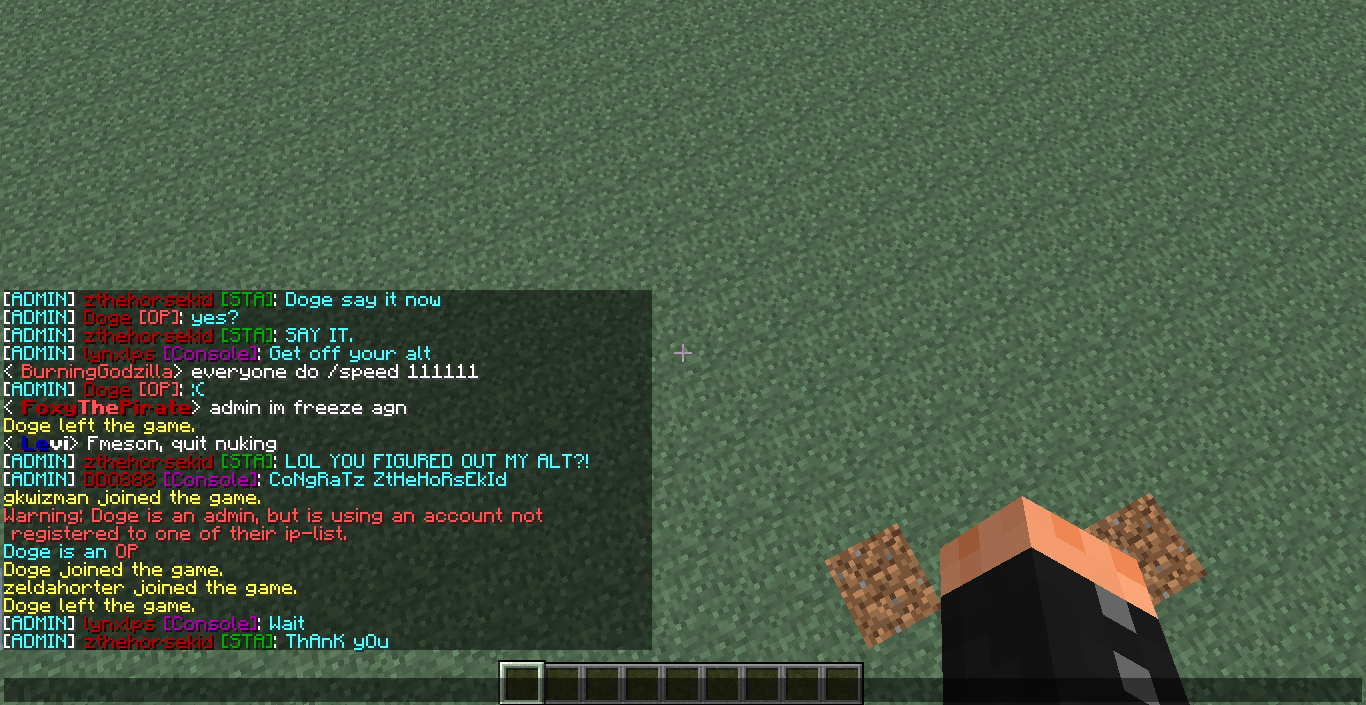 [ADMIN] zthehorsekid [STA]: Doge say it now
[ADMIN] Doge [OP]: yes?
[ADMIN] zthehorsekid [STA]: SAY IT.
[ADMIN] lynxlps [Console]: Get off your alt
< BurningGodzilla> everyone do /speed 111111
[ADMIN] Doge [OP]: :C
< FoxyThePirate> admin im freeze agn
Doge left the game.
< Levi> Fmeson, quit nuking
[ADMIN] zthehorsekid [STA]: LOL YOU FIGURED OUT MY ALT?!
[ADMIN] DDO888 [Console]: CoNgRaTz ZtHeHoRsEkId
gkwizman joined the game.
Warning: Doge is an admin, but is using an account not
registered to one of their ip-list.
Doge is an OP
Doge joined the game.
zeldahorter joined the game.
Doge left the game.
[ADMIN] lynxlps [Console]: Wait
[ADMIN] zthehorsekid [STA]: ThAnK yOu